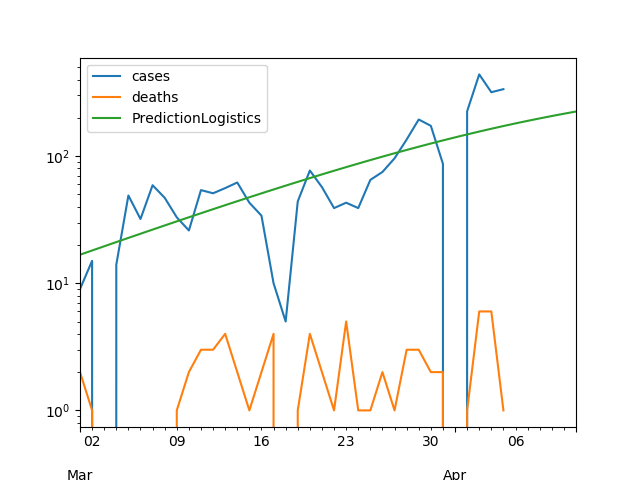 cases
deaths
PredictionLogistics
10²
10¹
10⁰
02 09 16 23 30 06
Mar Apr